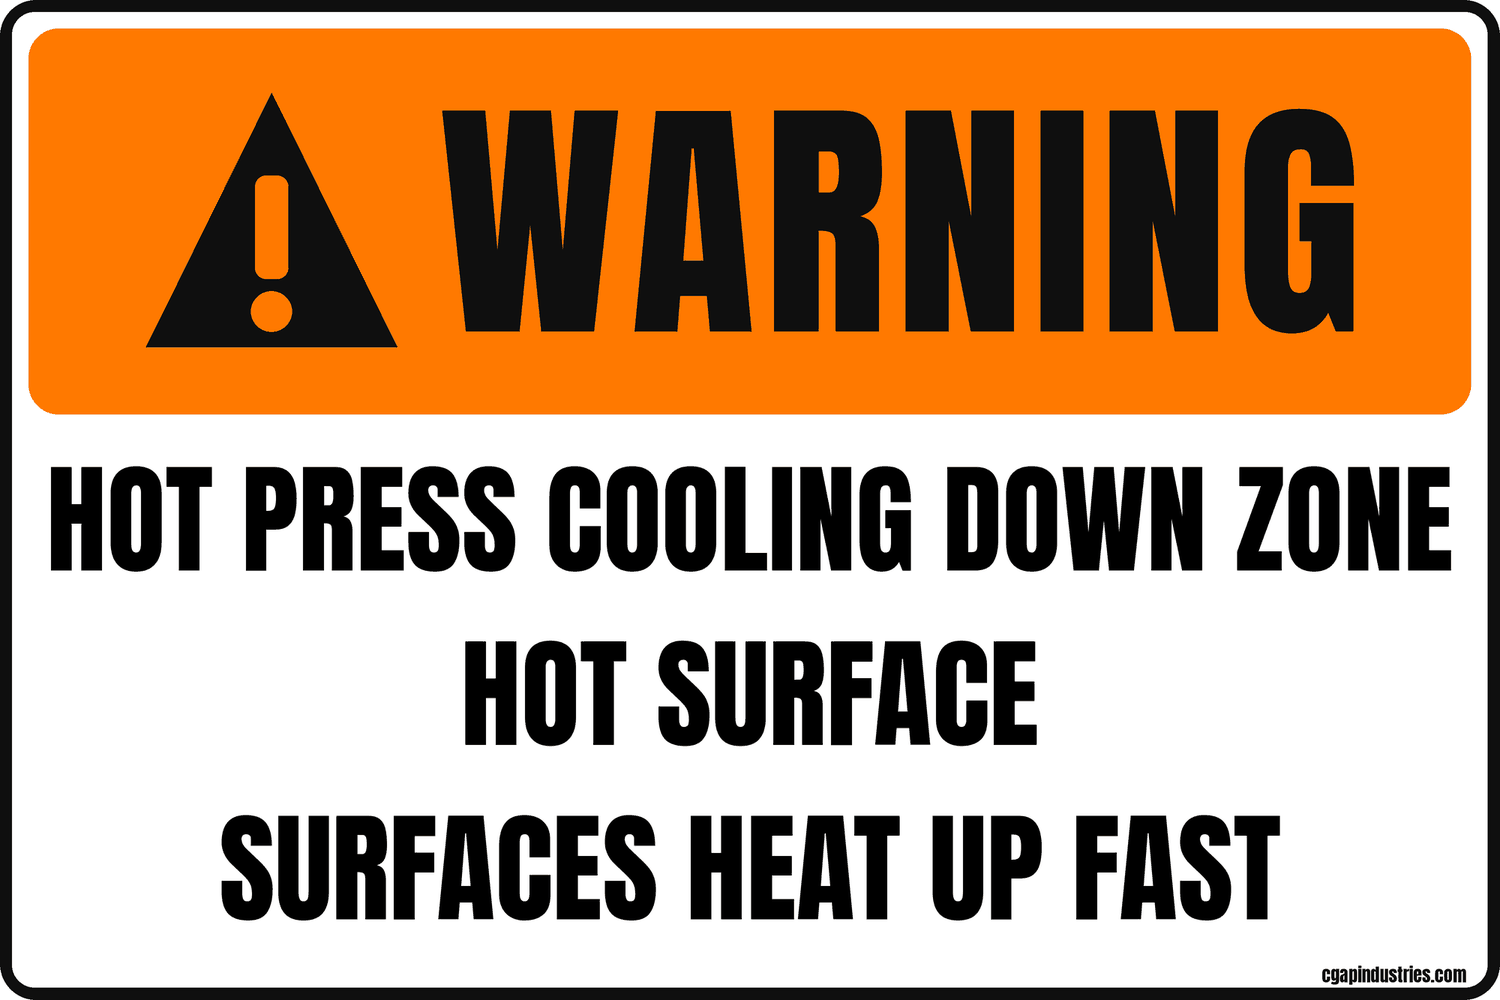 WARNING
HOT PRESS COOLING DOWN ZONE
HOT SURFACE
SURFACES HEAT UP FAST
cgapindustries.com